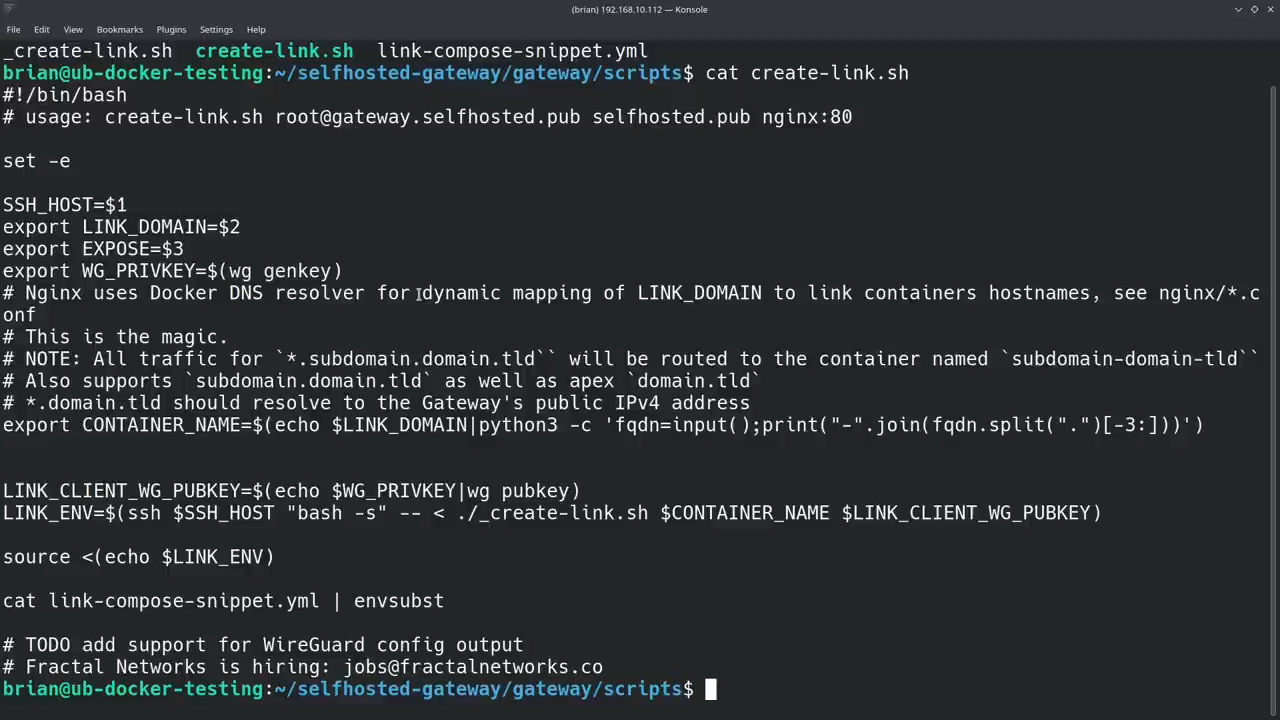 (brian) 192.168.10.112 — Konsole
File Edit View Bookmarks Plugins Settings Help
_create-link.sh create-link.sh link-compose-snippet.yml
brian@ub-docker-testing:~/selfhosted-gateway/gateway/scripts$ cat create-link.sh
#!/bin/bash
# usage: create-link.sh root@gateway.selfhosted.pub selfhosted.pub nginx:80
set -e
SSH_HOST=$1
export LINK_DOMAIN=$2
export EXPOSE=$3
export WG_PRIVKEY=$(wg genkey)
# Nginx uses Docker DNS resolver for dynamic mapping of LINK_DOMAIN to link containers hostnames, see nginx/*.c
onf
# This is the magic.
# NOTE: All traffic for `*.subdomain.domain.tld`` will be routed to the container named `subdomain-domain-tld``
# Also supports `subdomain.domain.tld` as well as apex `domain.tld`
# *.domain.tld should resolve to the Gateway's public IPv4 address
export CONTAINER_NAME=$(echo $LINK_DOMAIN|python3 -c 'fqdn=input();print("-".join(fqdn.split(".")[-3:]))')
LINK_CLIENT_WG_PUBKEY=$(echo $WG_PRIVKEY|wg pubkey)
LINK_ENV=$(ssh $SSH_HOST "bash -s" -- < ./_create-link.sh $CONTAINER_NAME $LINK_CLIENT_WG_PUBKEY)
source <(echo $LINK_ENV)
cat link-compose-snippet.yml | envsubst
# TODO add support for WireGuard config output
# Fractal Networks is hiring: jobs@fractalnetworks.co
brian@ub-docker-testing:~/selfhosted-gateway/gateway/scripts$